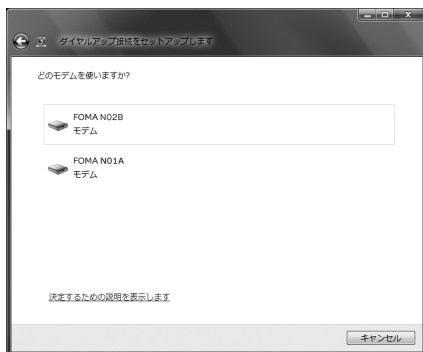 ダイヤルアップ接続をセットアップします
どのモデムを使いますか?
FOMA N02B
モデム
FOMA N01A
モデム
決定するための説明を表示します
キャンセル